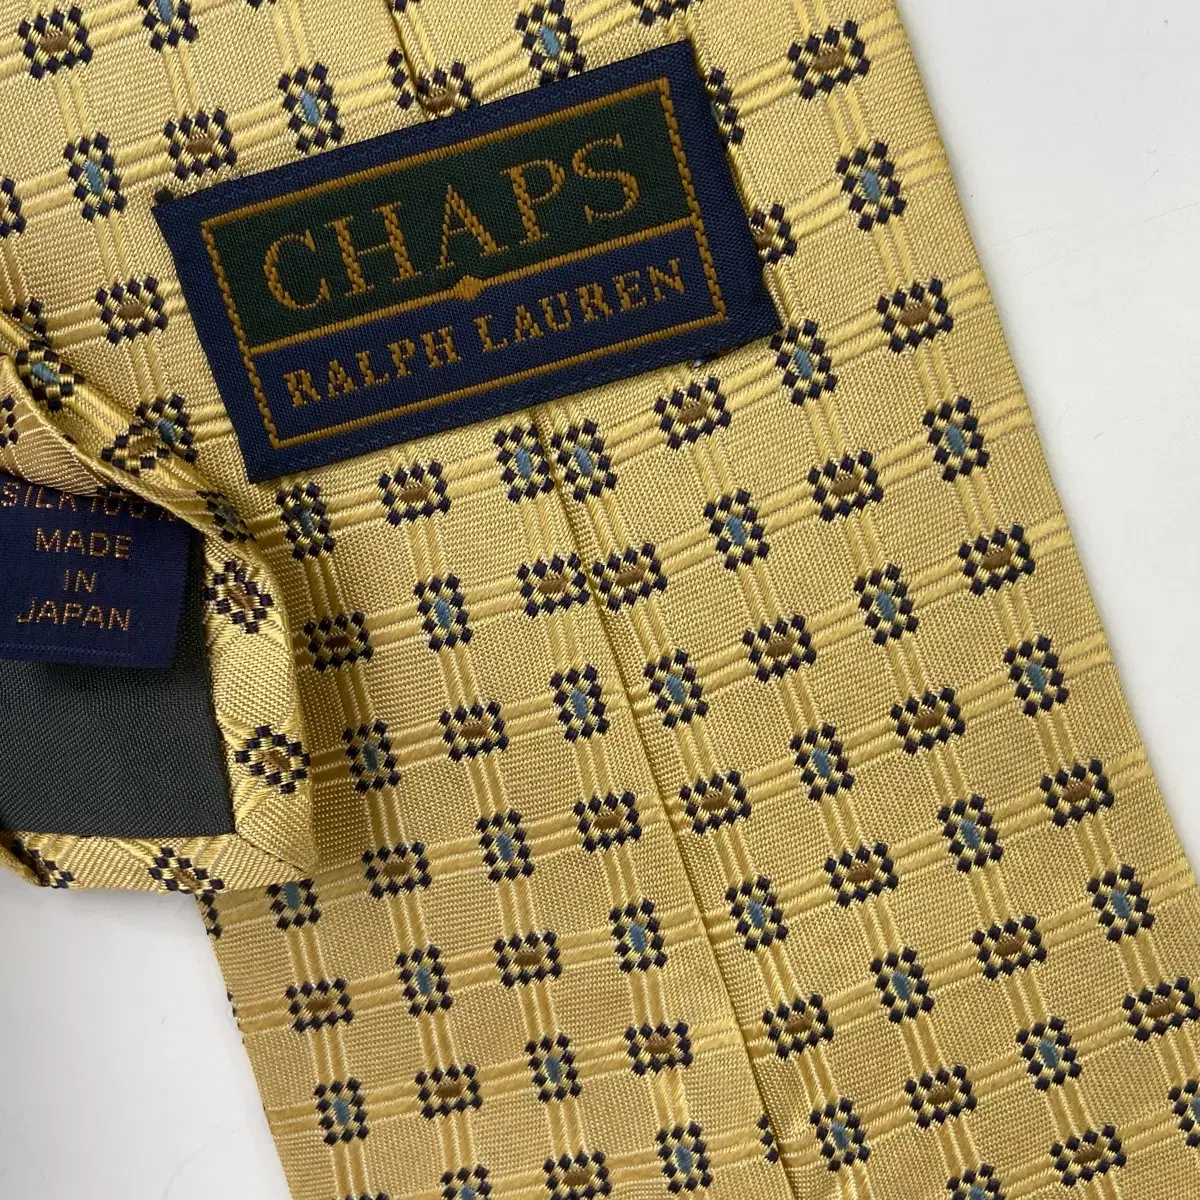 CHAPS
RALPH LAUREN
SILK 100%
MADE
IN
JAPAN